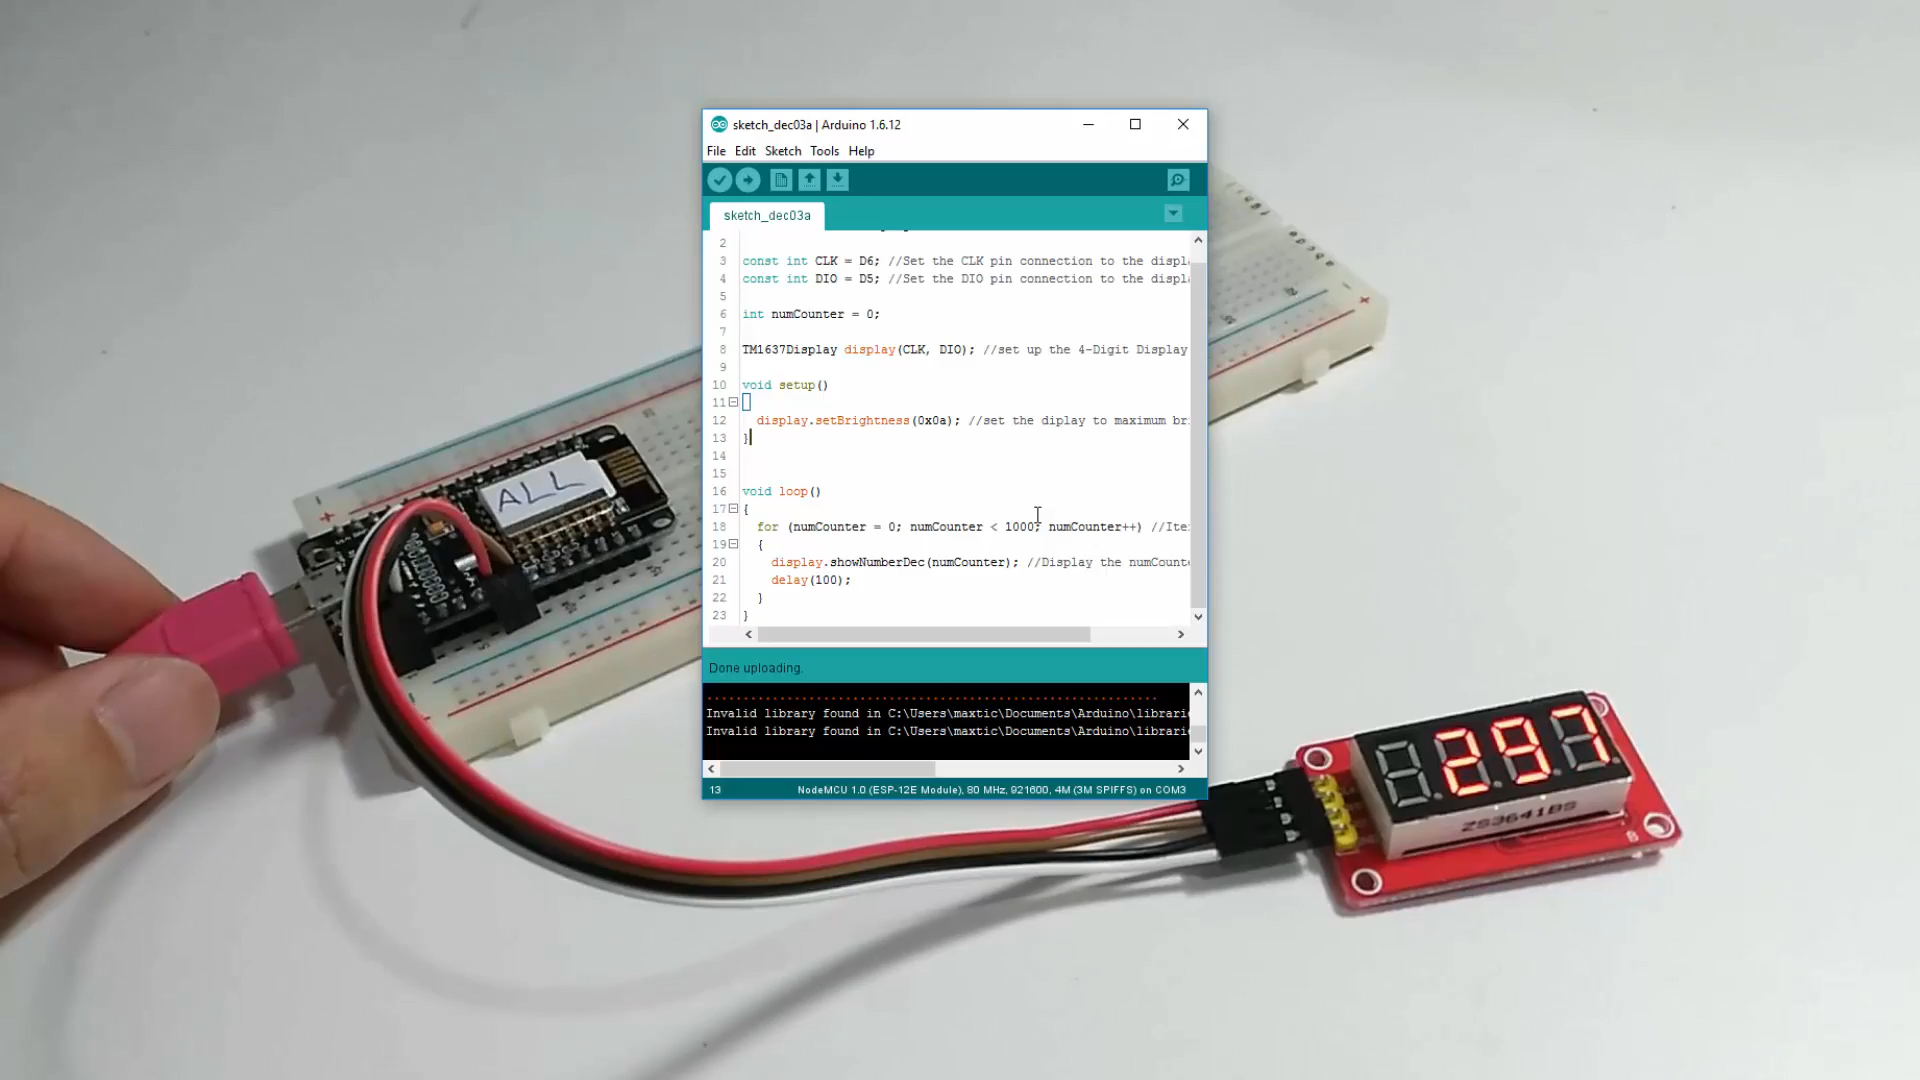 sketch_dec03a | Arduino 1.6.12
File Edit Sketch Tools Help
sketch_dec03a
2
3 const int CLK = D6; //Set the CLK pin connection to the displ
4 const int DIO = D5; //Set the DIO pin connection to the displ
5
6 int numCounter = 0;
7
8 TM1637Display display(CLK, DIO); //set up the 4-Digit Display
9
10 void setup()
11
12 display.setBrightness(0x0a); //set the diplay to maximum br
13 }
14
15
16 void loop()
17 {
18 for (numCounter = 0; numCounter < 1000; numCounter++) //Ite
19 {
20 display.showNumberDec(numCounter); //Display the numCounte
21 delay(100);
22 }
23 }
Done uploading.
Invalid library found in C:\Users\maxtic\Documents\Arduino\librari
Invalid library found in C:\Users\maxtic\Documents\Arduino\librari
13 NodeMCU 1.0 (ESP-12E Module), 80 MHz, 921600, 4M (3M SPIFFS) on COM3
ALL
297
ZS3641BS